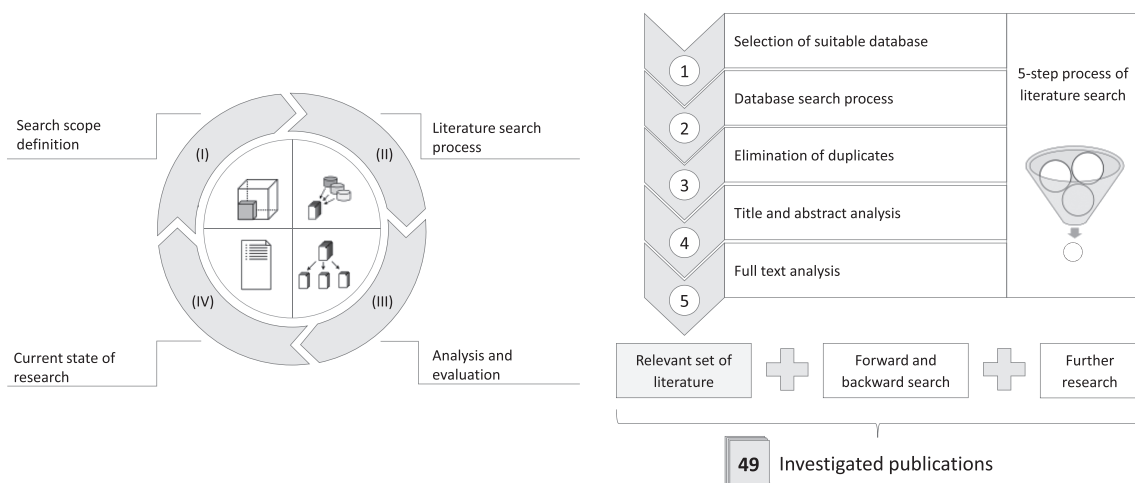 Search scope
definition
(I)
(II)
Literature search
process
(IV)
(III)
Current state of
research
Analysis and
evaluation
Selection of suitable database
1
Database search process
2
Elimination of duplicates
3
Title and abstract analysis
4
Full text analysis
5
5-step process of
literature search
Relevant set of
literature
Forward and
backward search
Further
research
49 Investigated publications